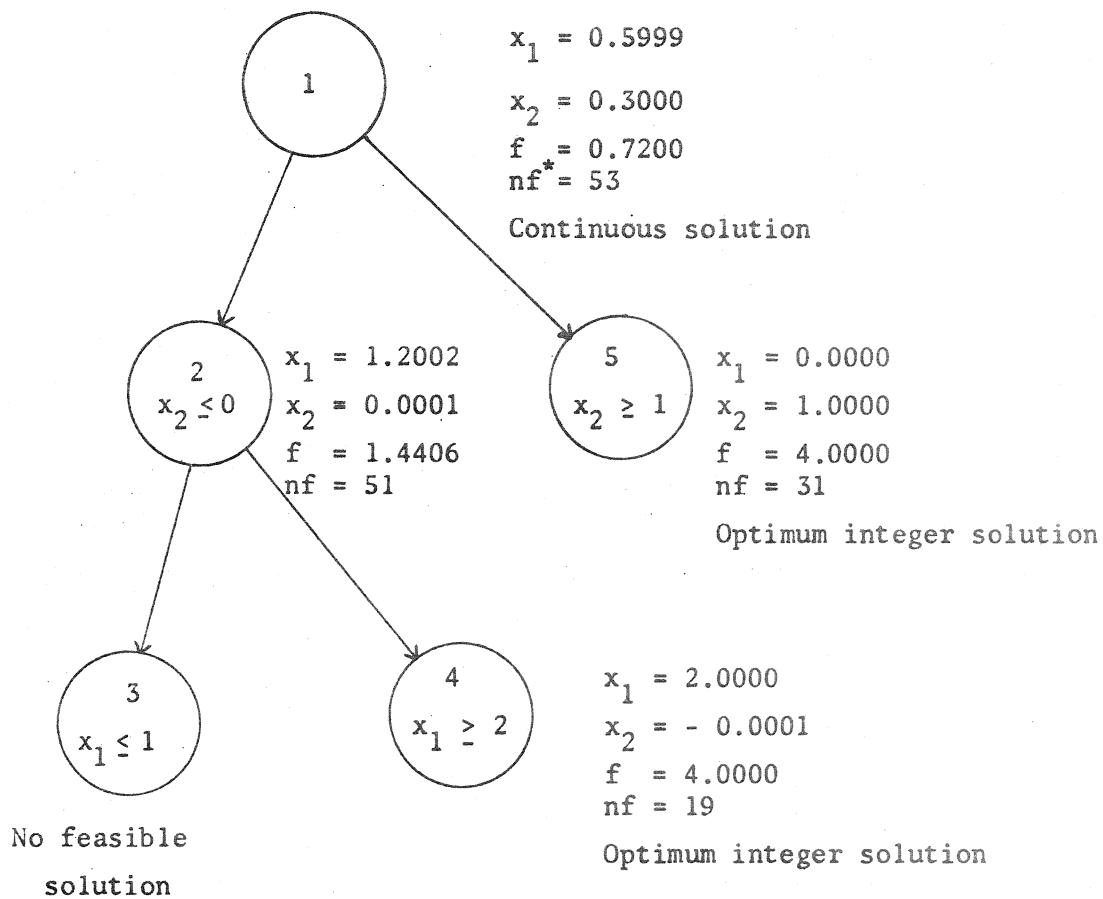 1
x1 = 0.5999
x2 = 0.3000
f = 0.7200
nf* = 53
Continuous solution
2
x2 ≤ 0
x1 = 1.2002
x2 = 0.0001
f = 1.4406
nf = 51
5
x2 ≥ 1
x1 = 0.0000
x2 = 1.0000
f = 4.0000
nf = 31
Optimum integer solution
3
x1 ≤ 1
No feasible
solution
4
x1 ≥ 2
x1 = 2.0000
x2 = - 0.0001
f = 4.0000
nf = 19
Optimum integer solution